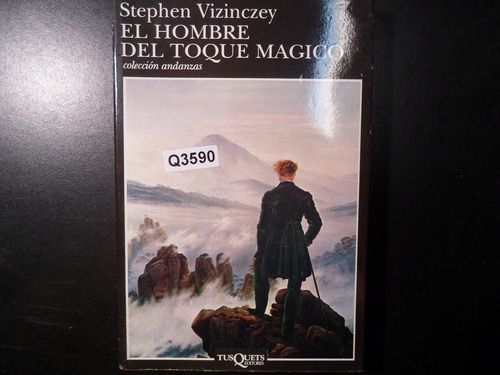 Stephen Vizinczey
EL HOMBRE
DEL TOQUE MAGICO
colección andanzas
Q3590
TUSQUETS
EDITORES